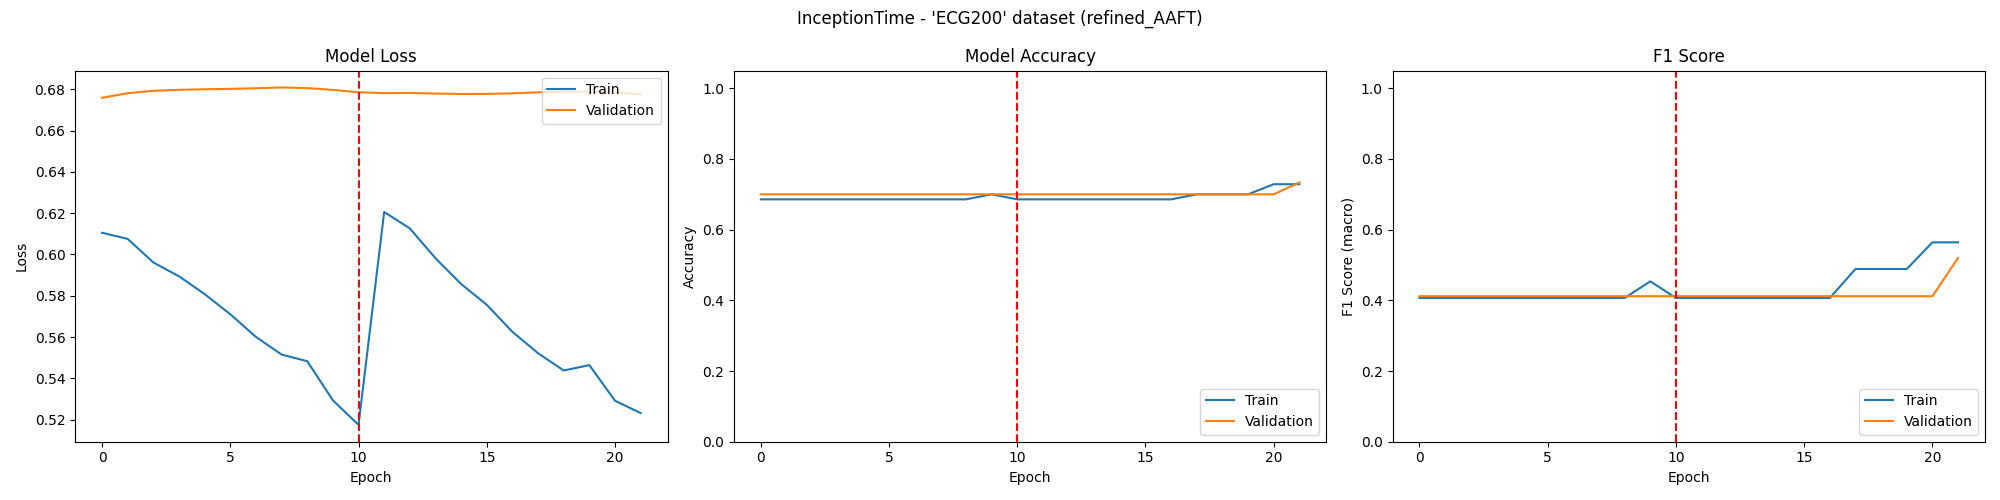 InceptionTime - 'ECG200' dataset (refined_AAFT)
Model Loss
Loss
0.68
0.66
0.64
0.62
0.60
0.58
0.56
0.54
0.52
0
5
10
15
20
Epoch
Train
Validation
Model Accuracy
Accuracy
1.0
0.8
0.6
0.4
0.2
0.0
0
5
10
15
20
Epoch
Train
Validation
F1 Score
F1 Score (macro)
1.0
0.8
0.6
0.4
0.2
0.0
0
5
10
15
20
Epoch
Train
Validation